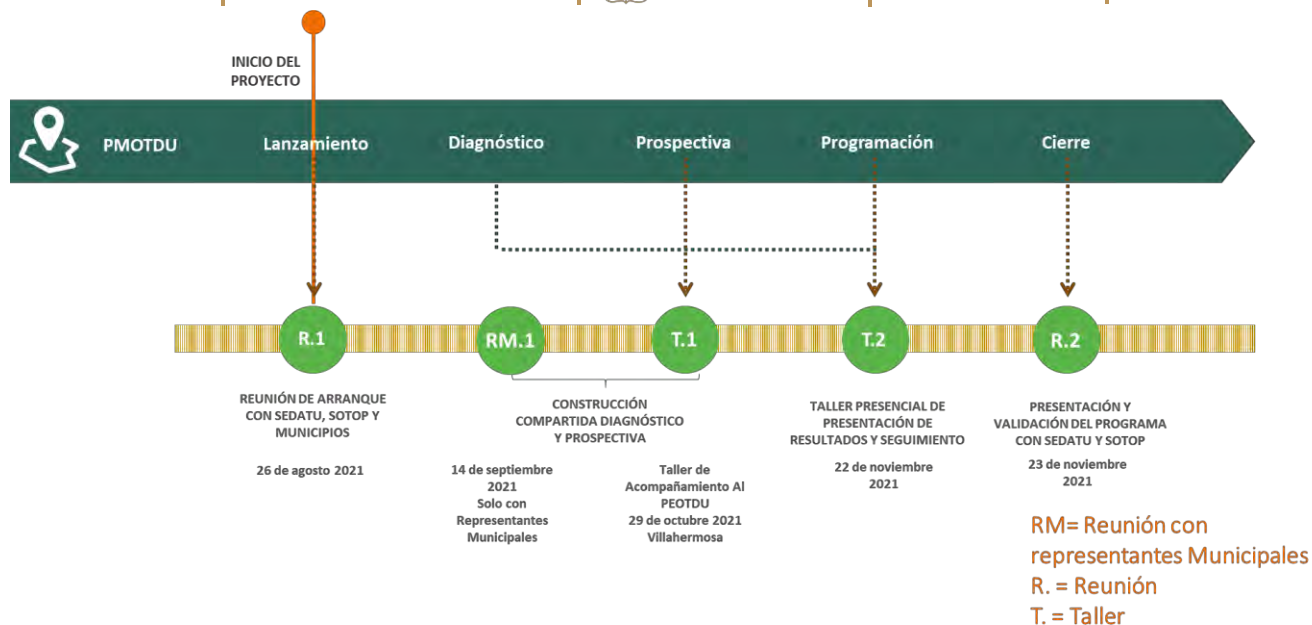 INICIO DEL
PROYECTO
PMOTDU
Lanzamiento
Diagnóstico
Prospectiva
Programación
Cierre
R.1
RM.1
T.1
T.2
R.2
REUNIÓN DE ARRANQUE
CON SEDATU, SOTOP Y
MUNICIPIOS
26 de agosto 2021
CONSTRUCCIÓN
COMPARTIDA DIAGNÓSTICO
Y PROSPECTIVA
14 de septiembre
2021
Solo con
Representantes
Municipales
Taller de
Acompañamiento Al
PEOTDU
29 de octubre 2021
Villahermosa
TALLER PRESENCIAL DE
PRESENTACIÓN DE
RESULTADOS Y SEGUIMIENTO
22 de noviembre
2021
PRESENTACIÓN Y
VALIDACIÓN DEL PROGRAMA
CON SEDATU Y SOTOP
23 de noviembre
2021
RM= Reunión con
representantes Municipales
R. = Reunión
T. = Taller